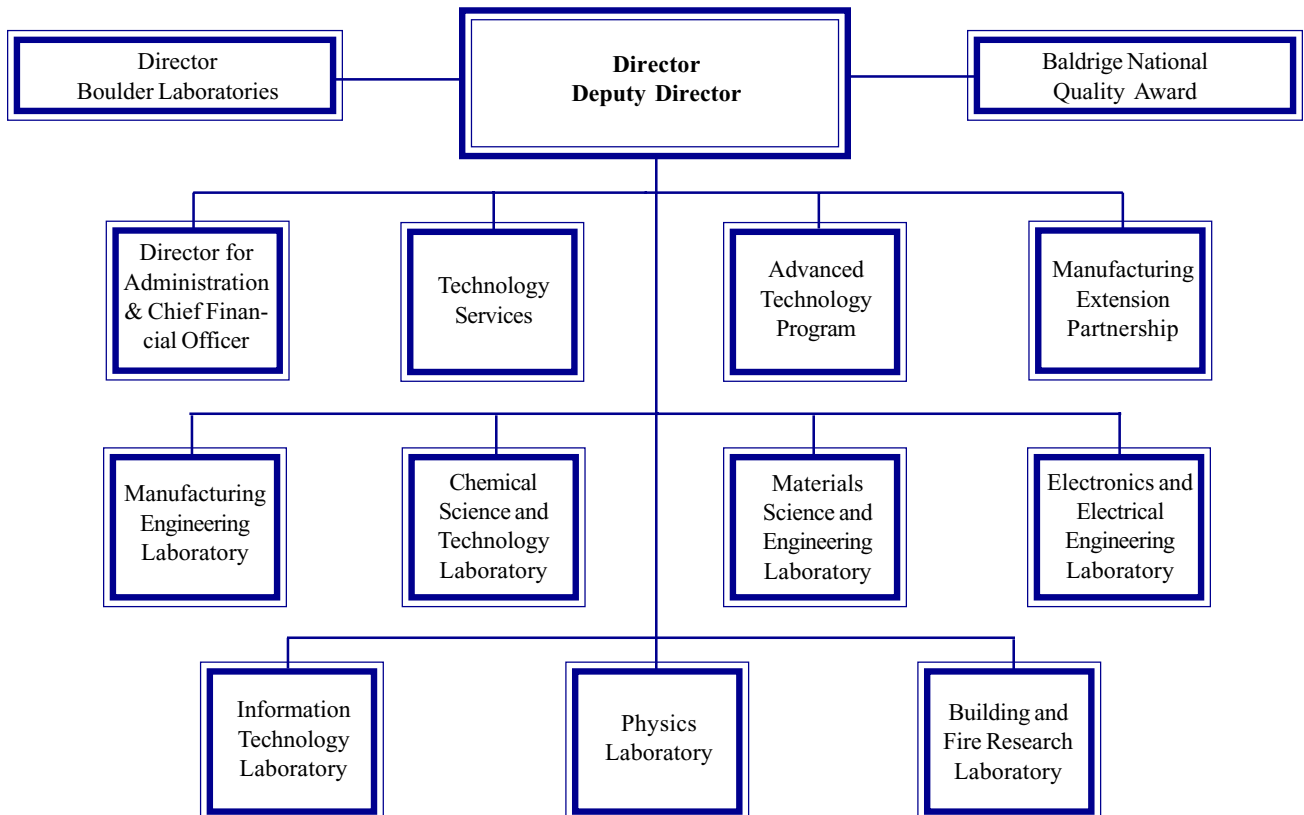 Director
Boulder Laboratories
Director
Deputy Director
Baldrige National
Quality Award
Director for
Administration
& Chief Finan-
cial Officer
Technology
Services
Advanced
Technology
Program
Manufacturing
Extension
Partnership
Manufacturing
Engineering
Laboratory
Chemical
Science and
Technology
Laboratory
Materials
Science and
Engineering
Laboratory
Electronics and
Electrical
Engineering
Laboratory
Information
Technology
Laboratory
Physics
Laboratory
Building and
Fire Research
Laboratory